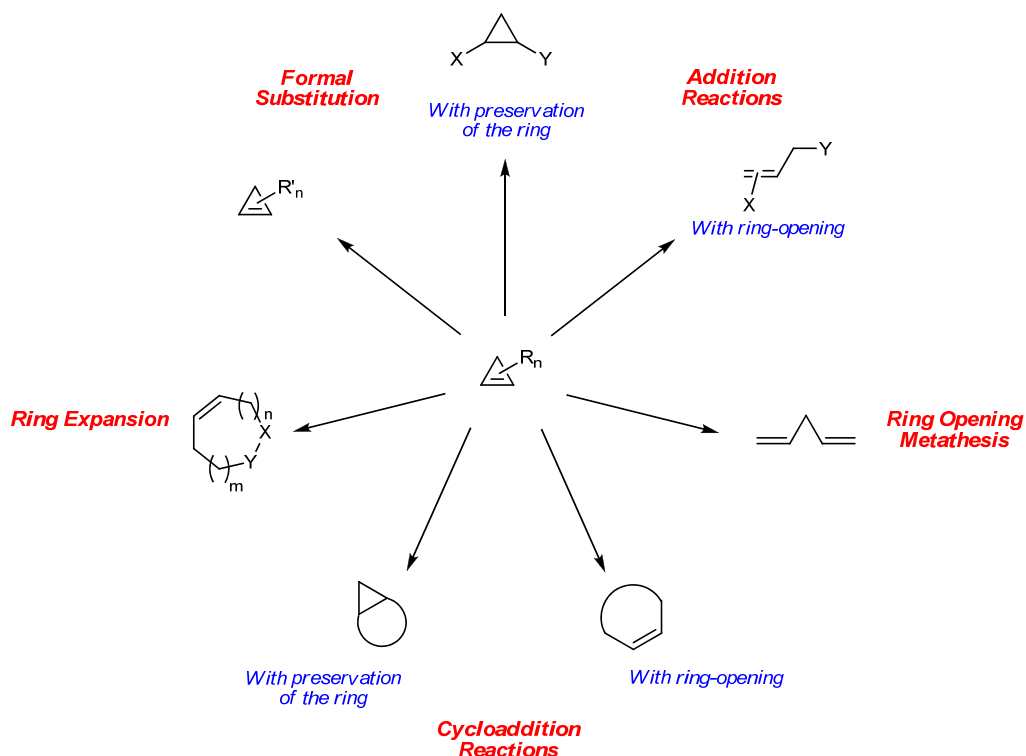 X
Y
Formal
Substitution
With preservation
of the ring
Addition
Reactions
Y
X
With ring-opening
R'n
Rn
Ring Expansion
( )n
X
Y
( )m
Ring Opening
Metathesis
With preservation
of the ring
With ring-opening
Cycloaddition
Reactions